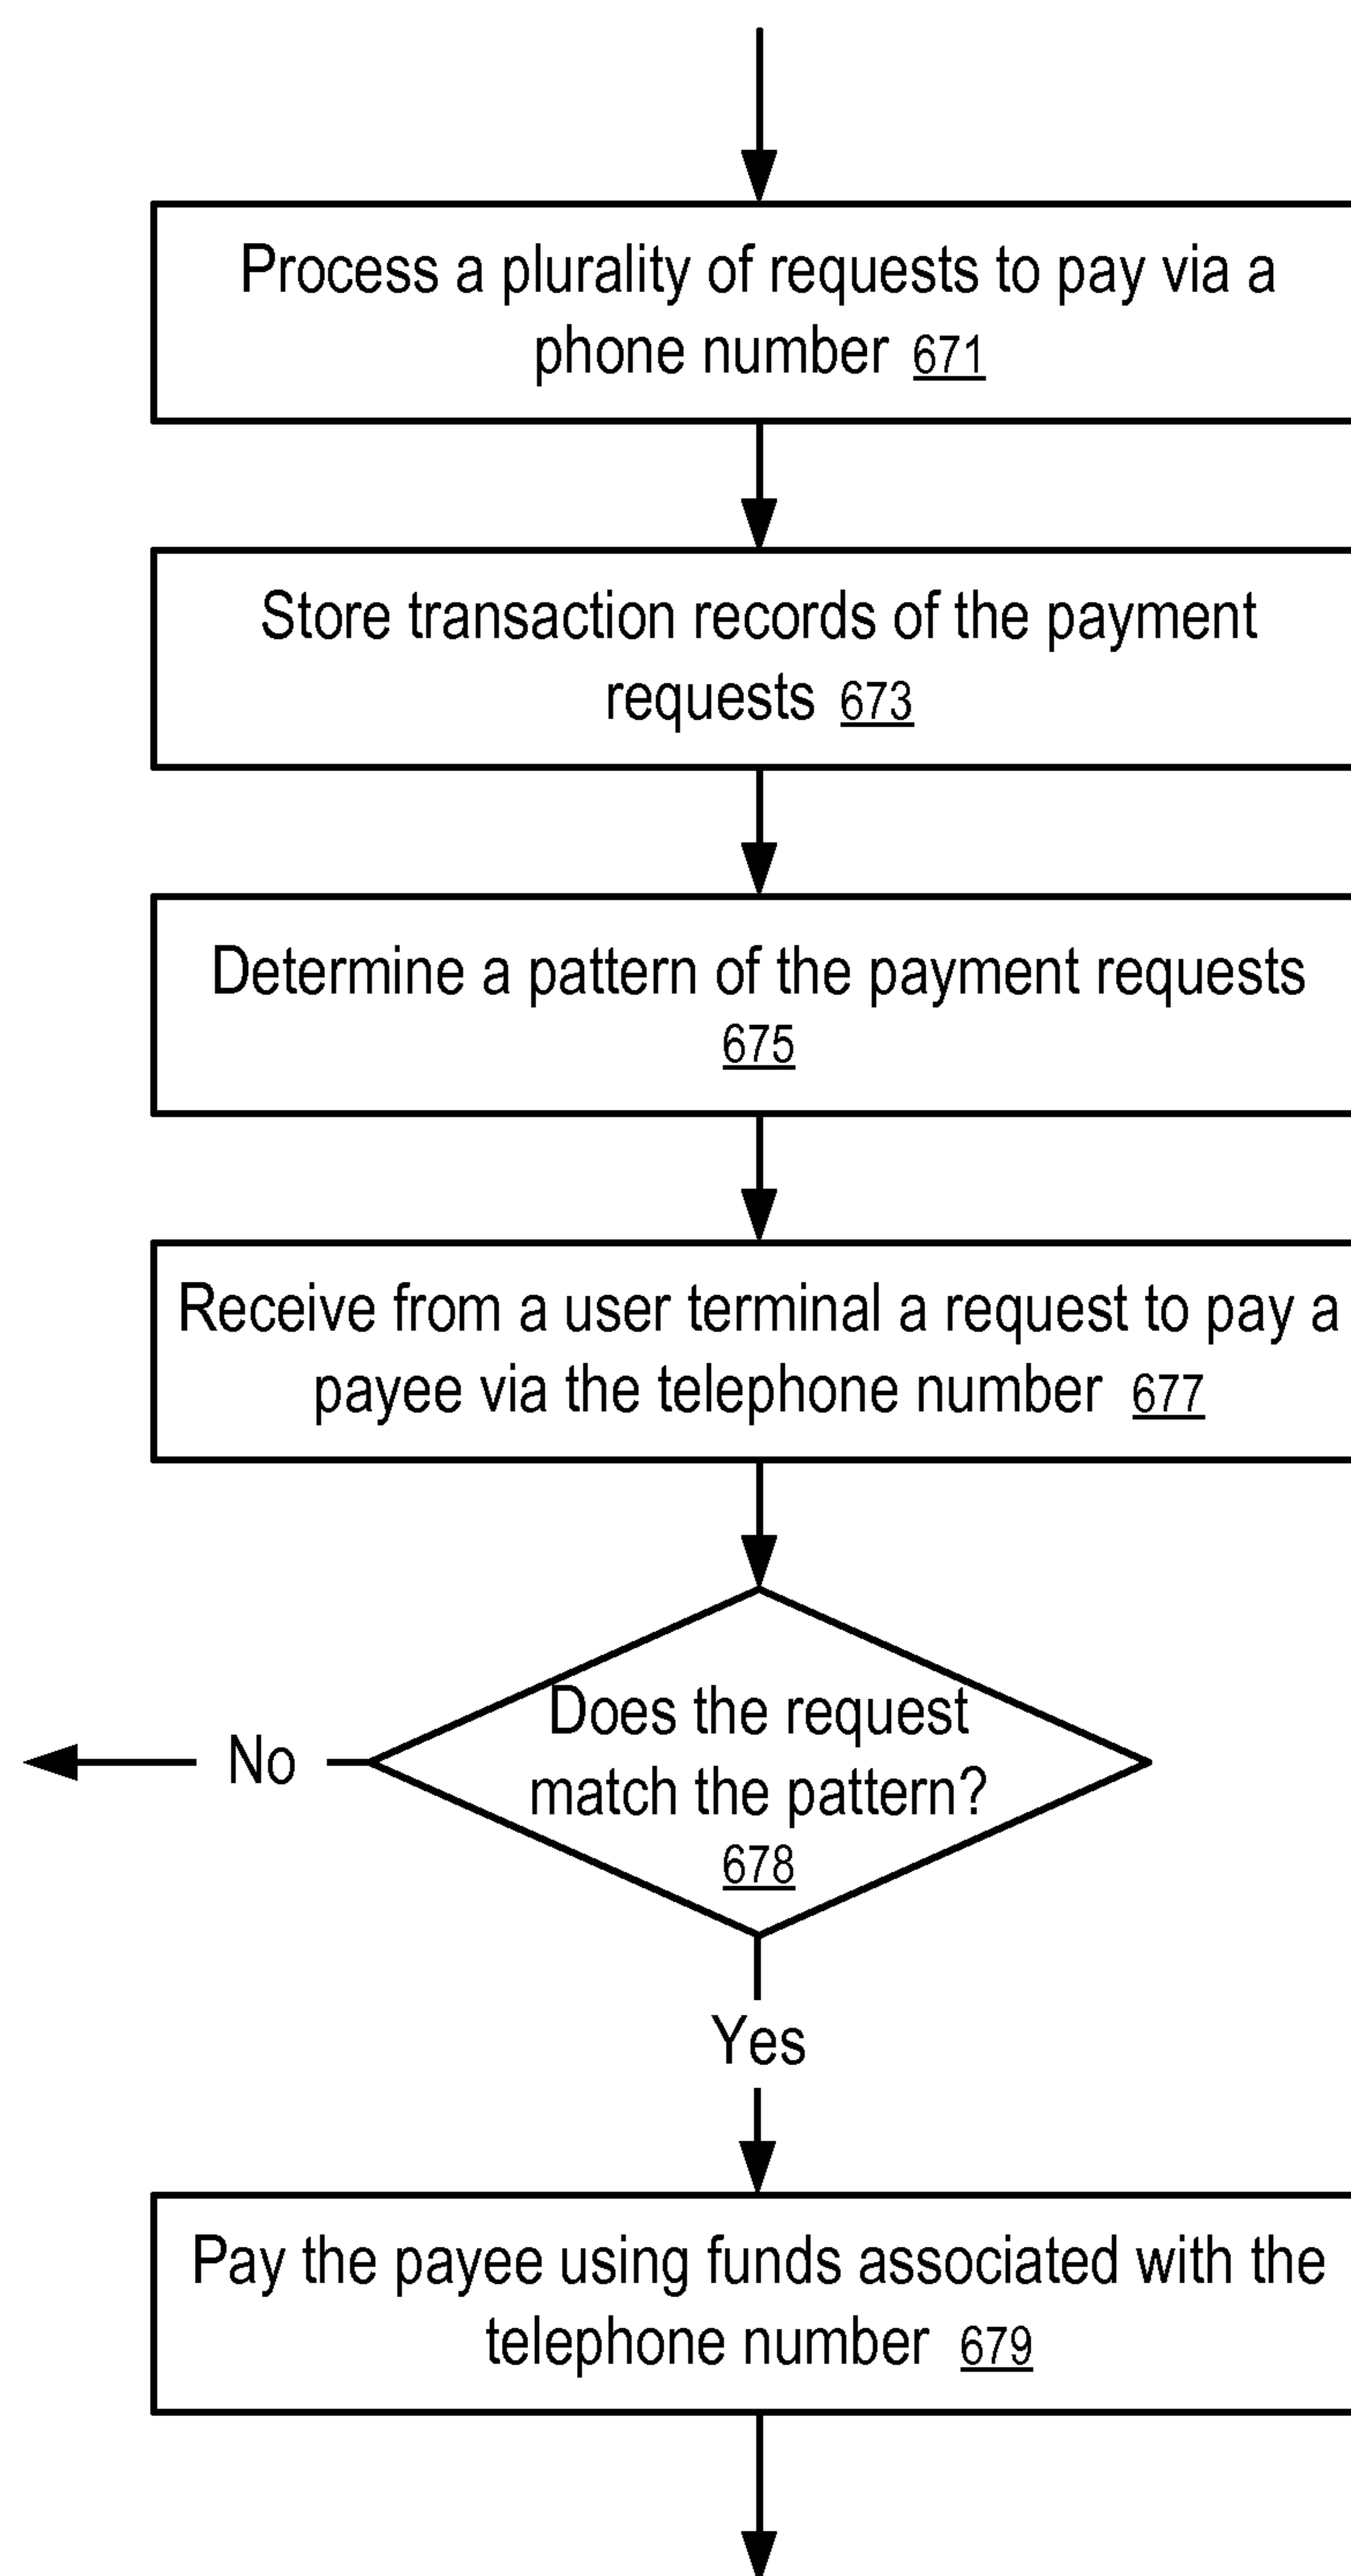 Process a plurality of requests to pay via a
phone number 671
Store transaction records of the payment
requests 673
Determine a pattern of the payment requests
675
Receive from a user terminal a request to pay a
payee via the telephone number 677
Does the request
match the pattern?
678
No
Yes
Pay the payee using funds associated with the
telephone number 679